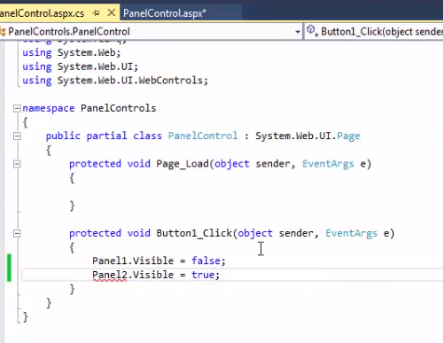 anelControl.aspx.cs PanelControl.aspx*
PanelControls.PanelControl Button1_Click(object sender
using System.Web;
using System.Web.UI;
using System.Web.UI.WebControls;
namespace PanelControls
{
public partial class PanelControl : System.Web.UI.Page
{
protected void Page_Load(object sender, EventArgs e)
{
}
protected void Button1_Click(object sender, EventArgs e)
{
Panel1.Visible = false;
Panel2.Visible = true;
}
}
}